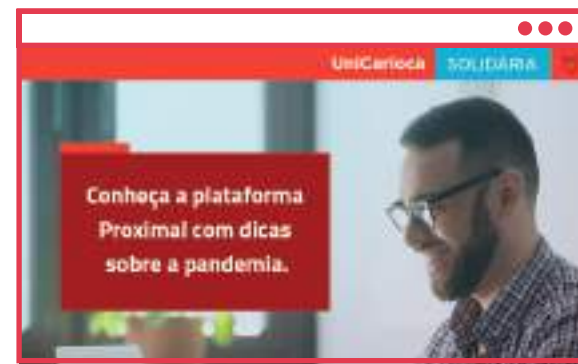 UniCarioca SOLIDÁRIA
Conheça a plataforma
Proximal com dicas
sobre a pandemia.